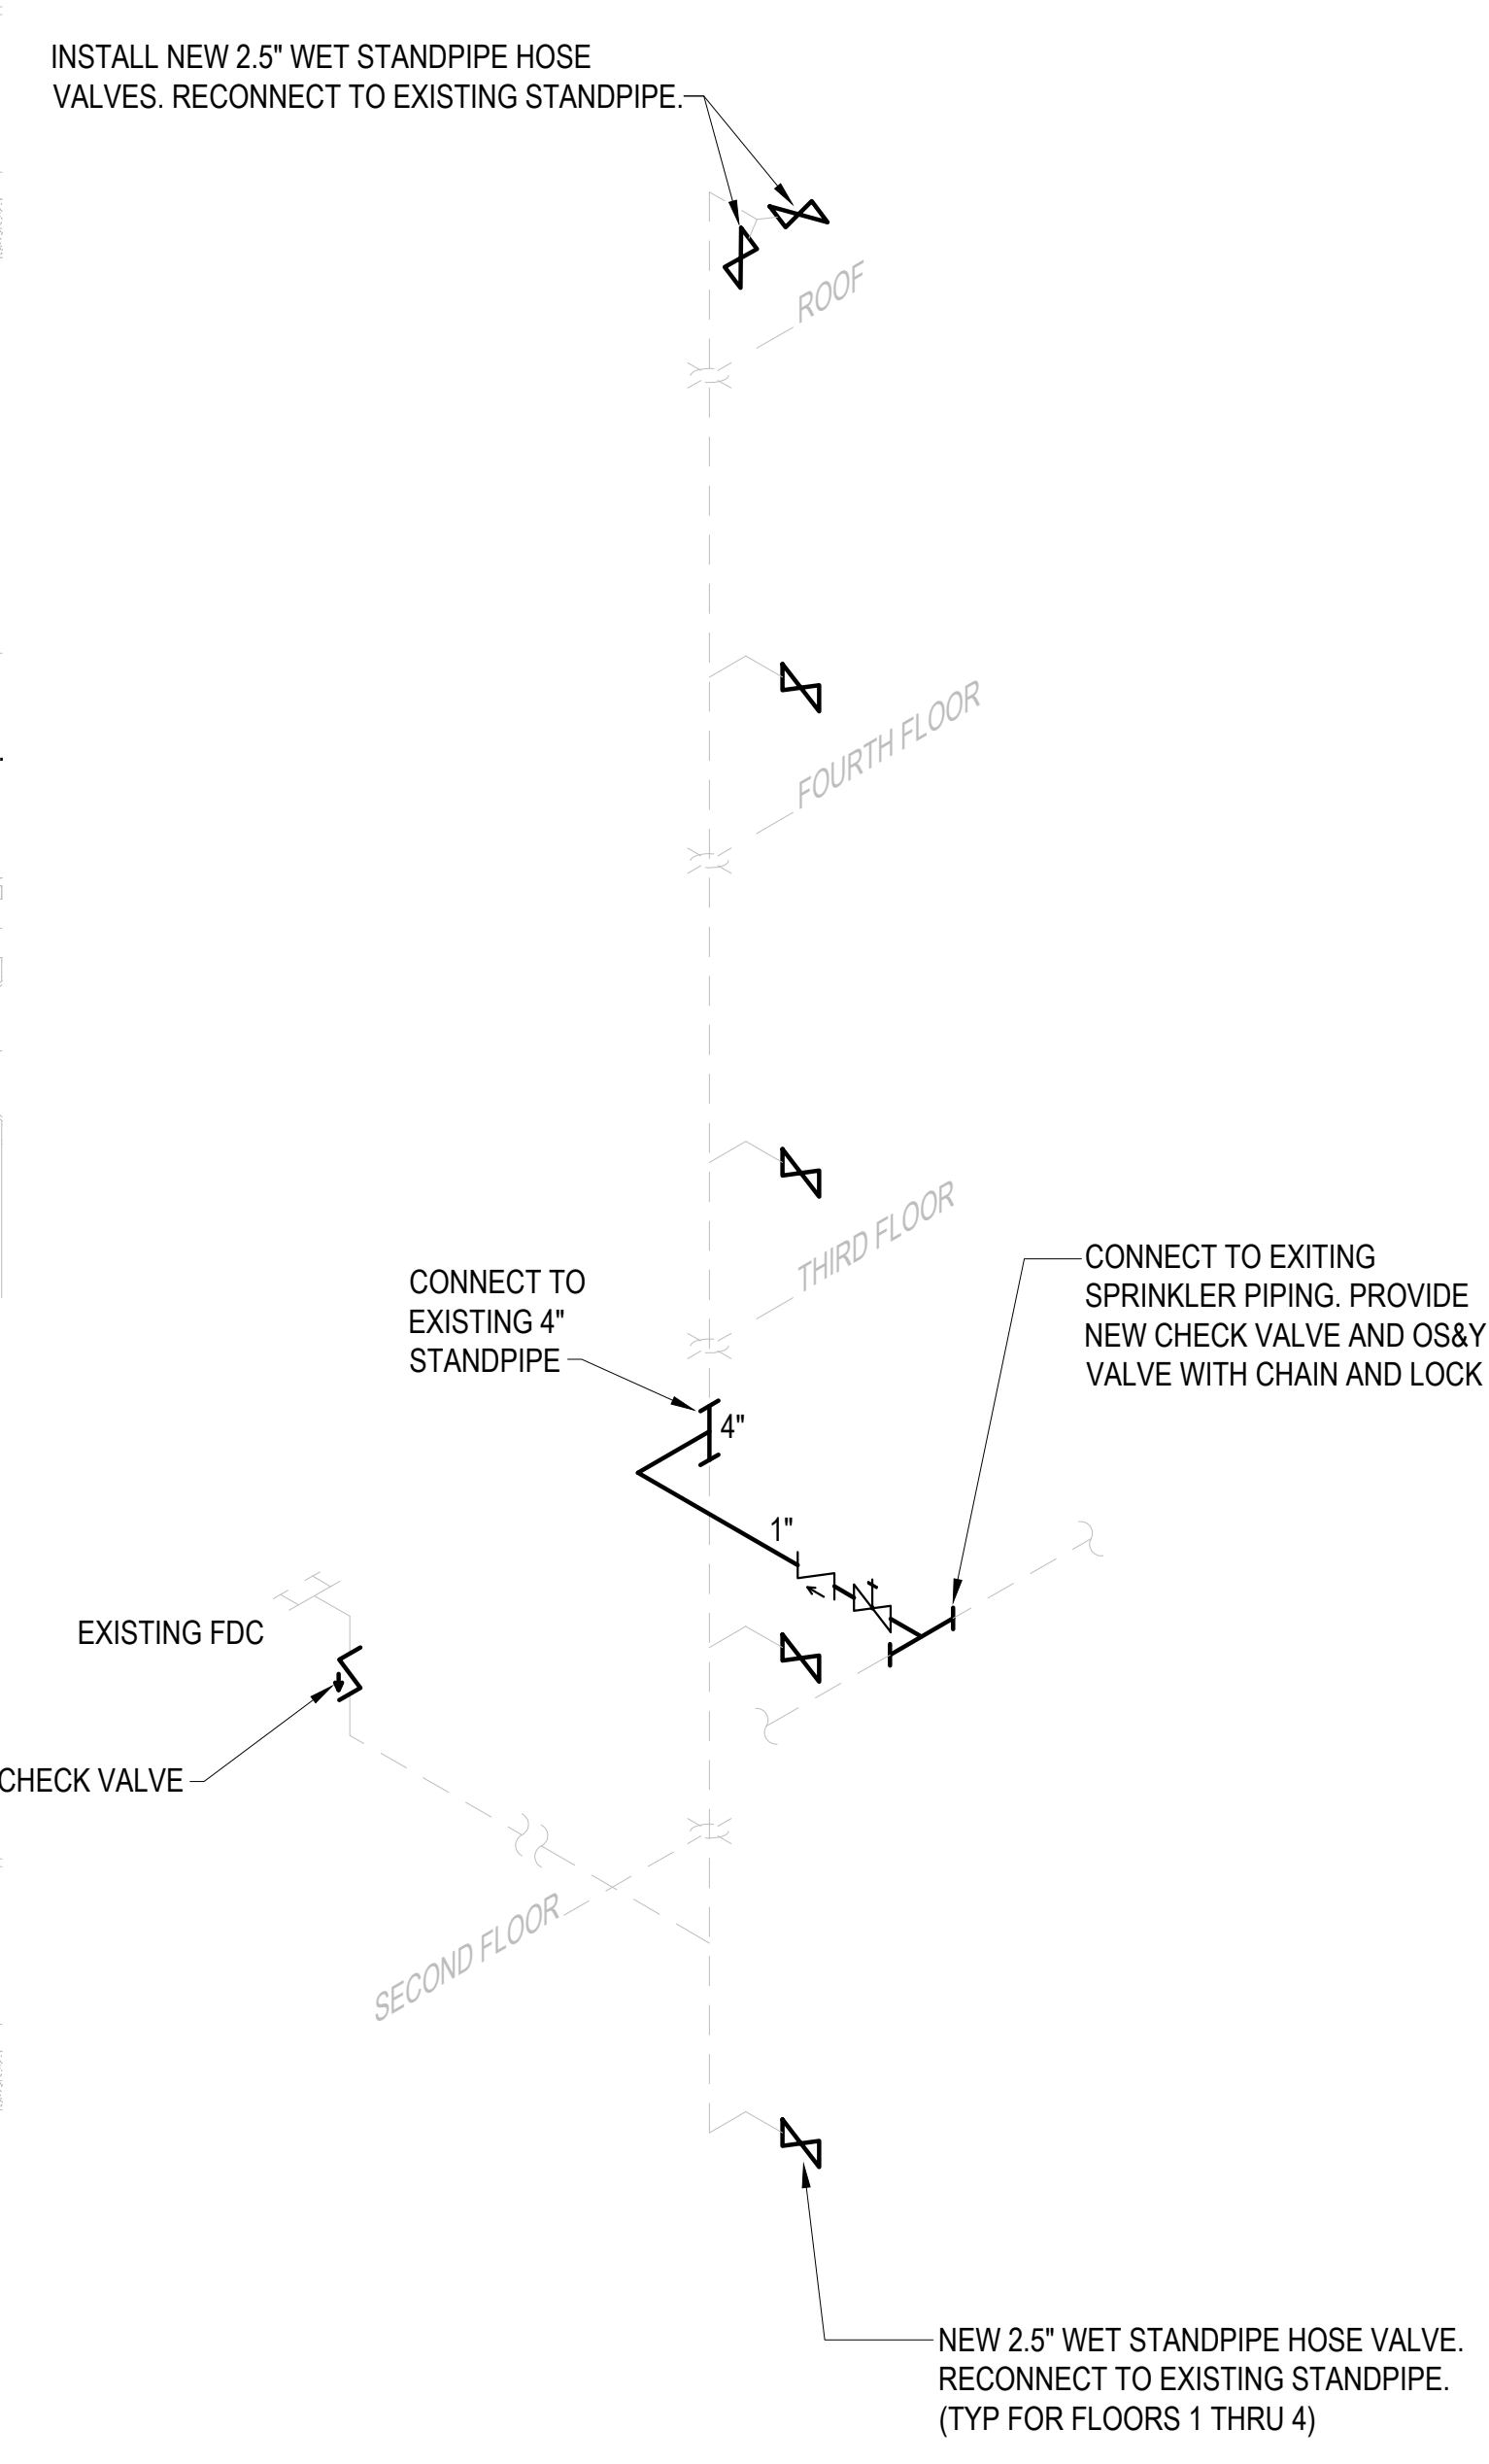 INSTALL NEW 2.5" WET STANDPIPE HOSE
VALVES. RECONNECT TO EXISTING STANDPIPE.
ROOF
FOURTH FLOOR
THIRD FLOOR
CONNECT TO
EXISTING 4"
STANDPIPE
CONNECT TO EXITING
SPRINKLER PIPING. PROVIDE
NEW CHECK VALVE AND OS&Y
VALVE WITH CHAIN AND LOCK
4"
1"
EXISTING FDC
CHECK VALVE
SECOND FLOOR
NEW 2.5" WET STANDPIPE HOSE VALVE.
RECONNECT TO EXISTING STANDPIPE.
(TYP FOR FLOORS 1 THRU 4)